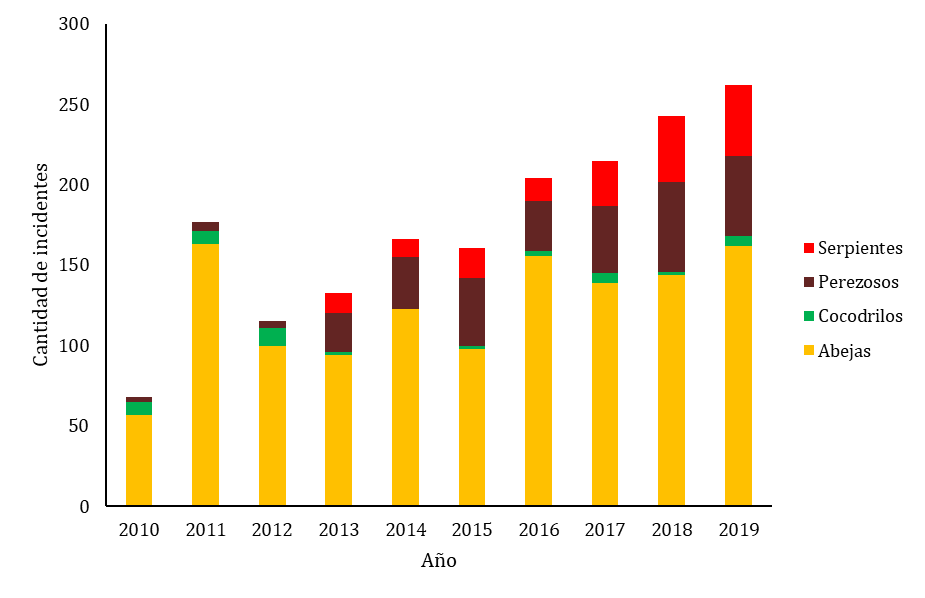 300
250
200
150
100
50
0
Cantidad de incidentes
2010 2011 2012 2013 2014 2015 2016 2017 2018 2019
Año
Serpientes
Perezosos
Cocodrilos
Abejas